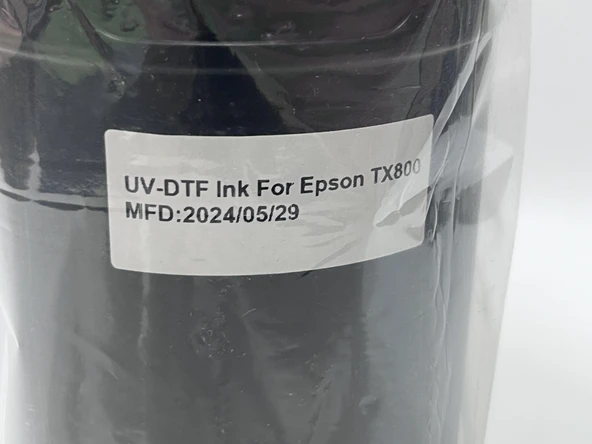 UV-DTF Ink For Epson TX800
MFD:2024/05/29